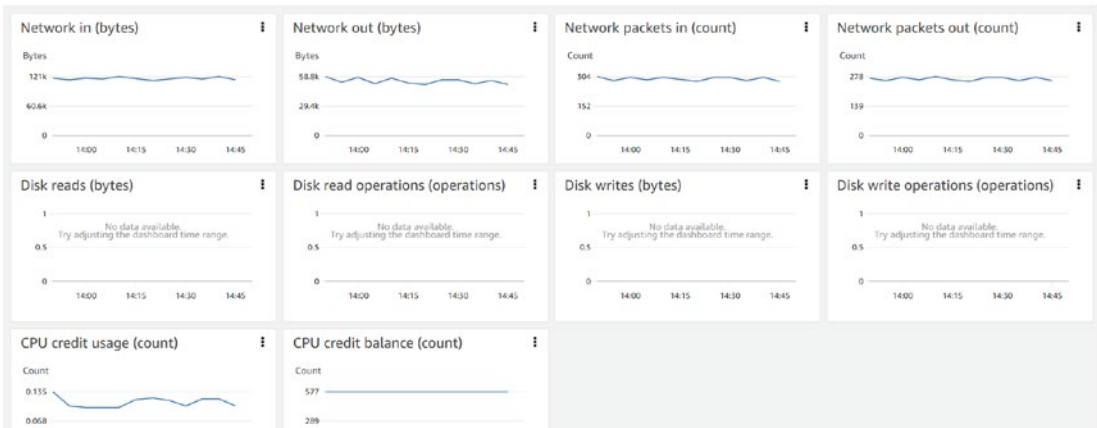 Network in (bytes)
Bytes
121k
60.6k
0
14:00 14:15 14:30 14:45
Network out (bytes)
Bytes
58.8k
29.4k
0
14:00 14:15 14:30 14:45
Network packets in (count)
Count
304
152
0
14:00 14:15 14:30 14:45
Network packets out (count)
Count
278
139
0
14:00 14:15 14:30 14:45
Disk reads (bytes)
1
No data available.
Try adjusting the dashboard time range.
0.5
0
14:00 14:15 14:30 14:45
Disk read operations (operations)
1
No data available.
Try adjusting the dashboard time range.
0.5
0
14:00 14:15 14:30 14:45
Disk writes (bytes)
1
No data available.
Try adjusting the dashboard time range.
0.5
0
14:00 14:15 14:30 14:45
Disk write operations (operations)
1
No data available.
Try adjusting the dashboard time range.
0.5
0
14:00 14:15 14:30 14:45
CPU credit usage (count)
Count
0.135
0.068
CPU credit balance (count)
Count
577
289